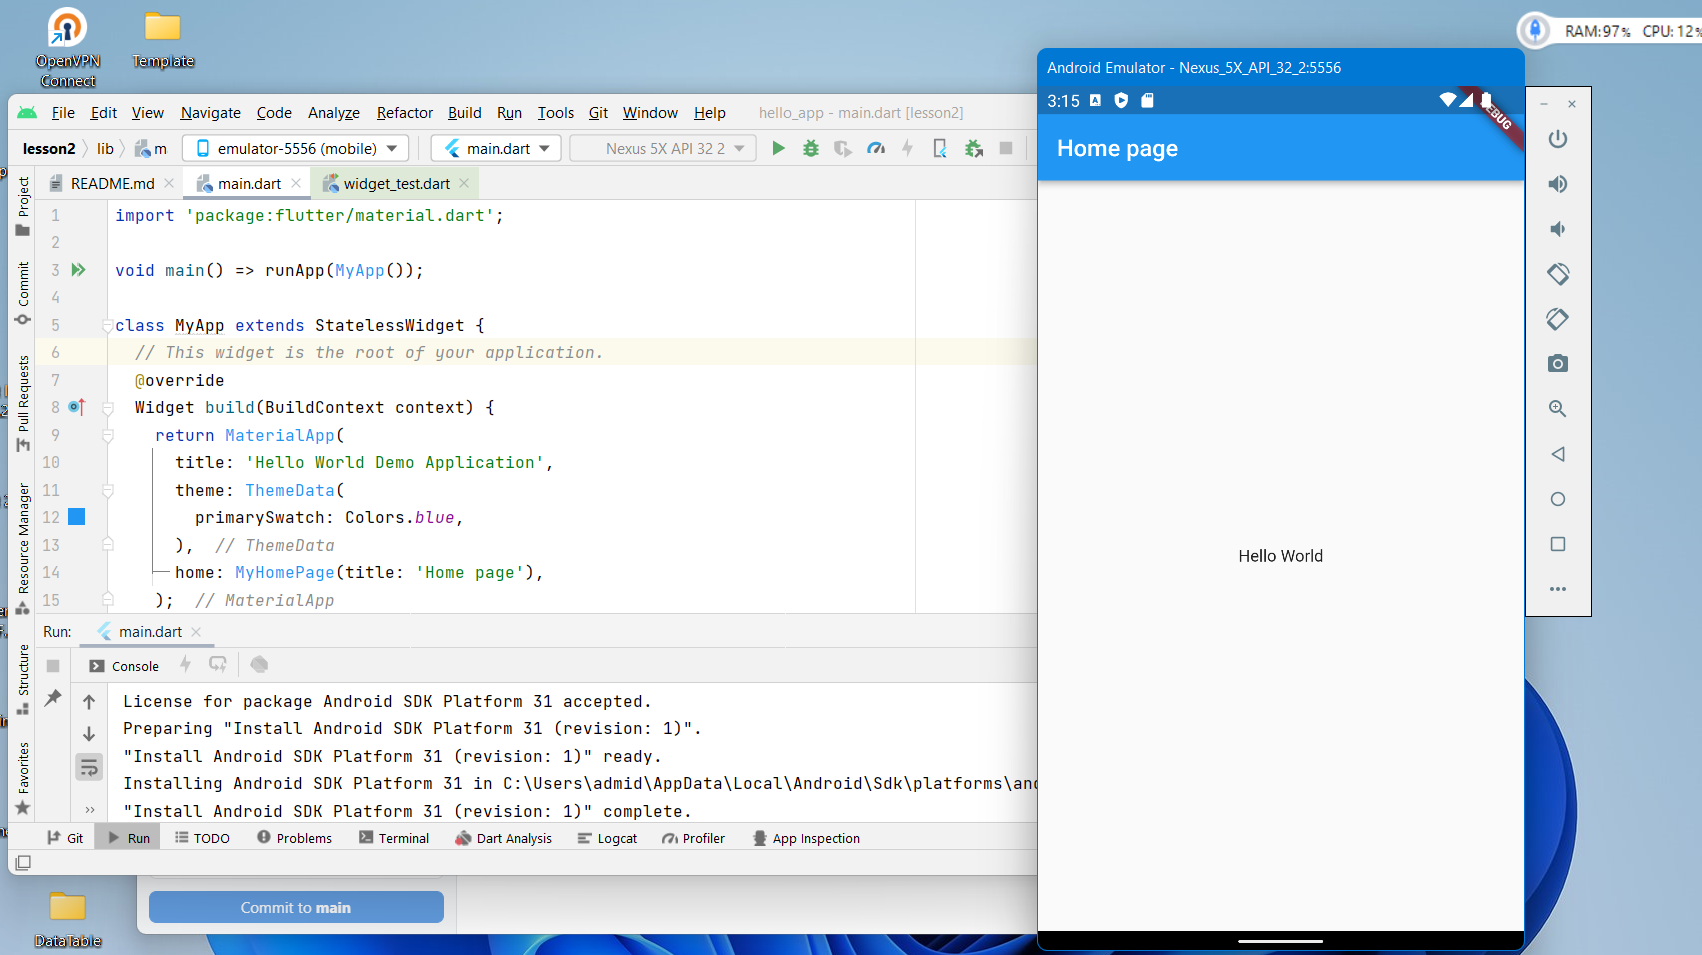 OpenVPN
Connect
Template
RAM:97% CPU: 12%
Android Emulator - Nexus_5X_API_32_2:5556
3:15
DEBUG
Home page
Hello World
File Edit View Navigate Code Analyze Refactor Build Run Tools Git Window Help hello_app - main.dart [lesson2]
lesson2 lib m emulator-5556 (mobile) main.dart Nexus 5X API 32 2
README.md main.dart widget_test.dart
Project
Commit
Pull Requests
Resource Manager
Structure
Favorites
1 import 'package:flutter/material.dart';
2
3 void main() => runApp(MyApp());
4
5 class MyApp extends StatelessWidget {
6 // This widget is the root of your application.
7 @override
8 Widget build(BuildContext context) {
9 return MaterialApp(
10 title: 'Hello World Demo Application',
11 theme: ThemeData(
12 primarySwatch: Colors.blue,
13 ), // ThemeData
14 home: MyHomePage(title: 'Home page'),
15 ); // MaterialApp
Run: main.dart
Console
License for package Android SDK Platform 31 accepted.
Preparing "Install Android SDK Platform 31 (revision: 1)".
"Install Android SDK Platform 31 (revision: 1)" ready.
Installing Android SDK Platform 31 in C:\Users\admid\AppData\Local\Android\Sdk\platforms\and
"Install Android SDK Platform 31 (revision: 1)" complete.
Git Run TODO Problems Terminal Dart Analysis Logcat Profiler App Inspection
Commit to main
DataTable